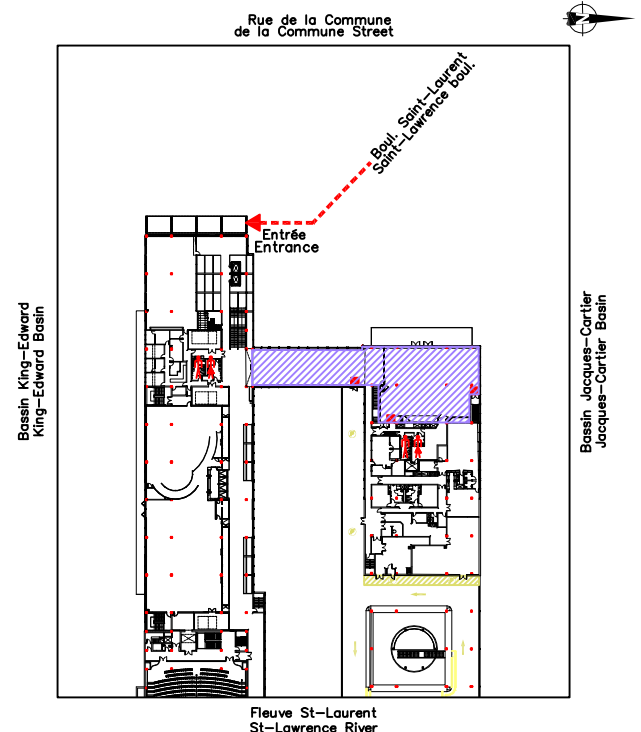 Rue de la Commune
de la Commune Street
Boul. Saint-Laurent
Saint-Lawrence boul.
Entrée
Entrance
Bassin King-Edward
King-Edward Basin
Bassin Jacques-Cartier
Jacques-Cartier Basin
Fleuve St-Laurent
St-Lawrence River